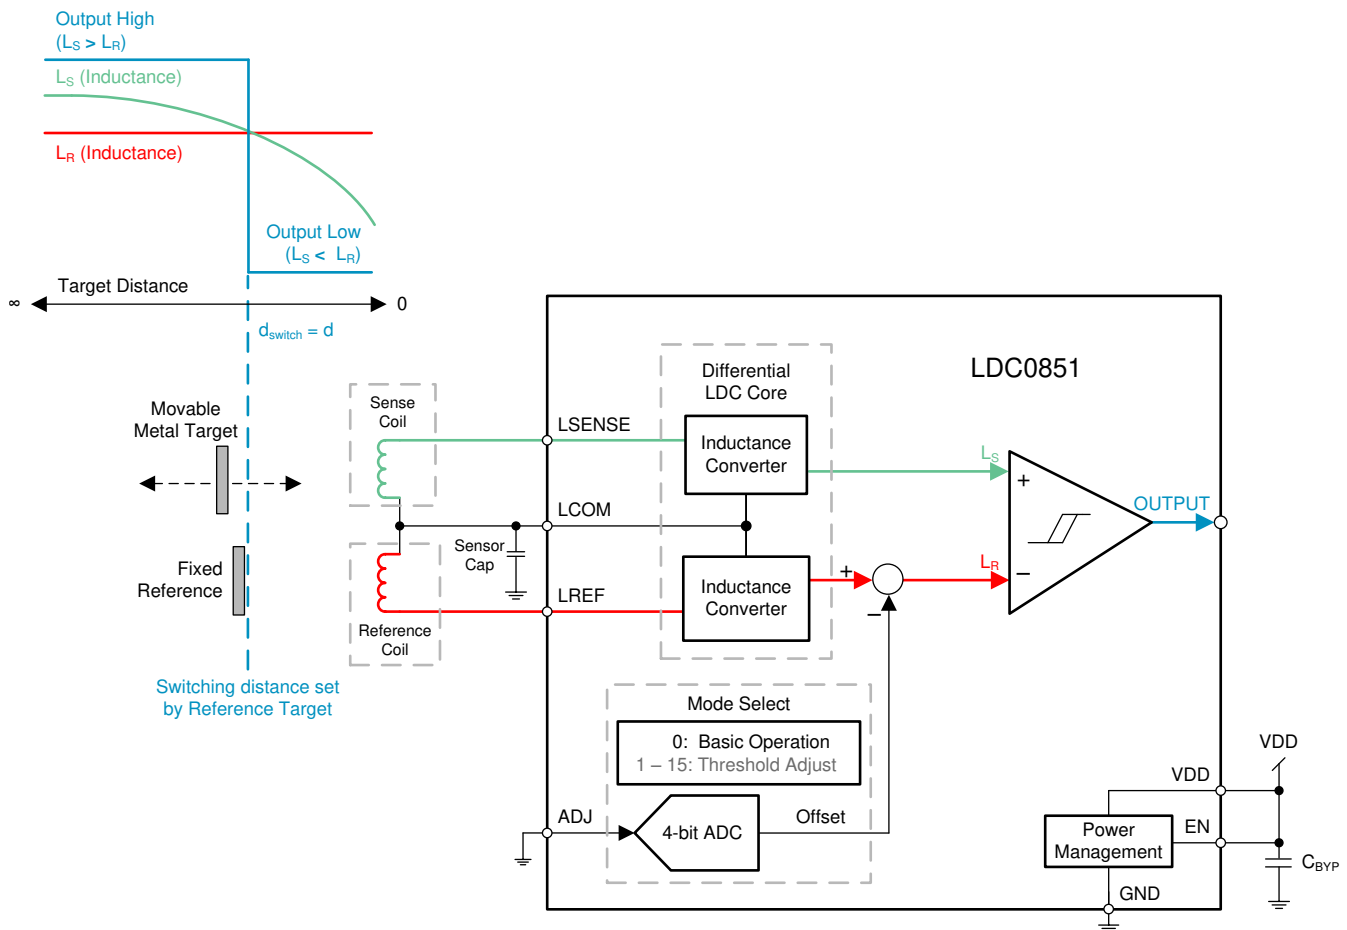 Output High
(LS > LR)
LS (Inductance)
LR (Inductance)
Output Low
(LS < LR)
Target Distance
∞
0
dswitch = d
Movable
Metal Target
Fixed
Reference
Switching distance set
by Reference Target
Sense
Coil
Reference
Coil
Sensor
Cap
LSENSE
LCOM
LREF
ADJ
Differential
LDC Core
Inductance
Converter
Inductance
Converter
LDC0851
LS
+
LR
−
OUTPUT
+
−
Mode Select
0: Basic Operation
1 – 15: Threshold Adjust
4-bit ADC
Offset
Power
Management
VDD
EN
GND
VDD
CBYP